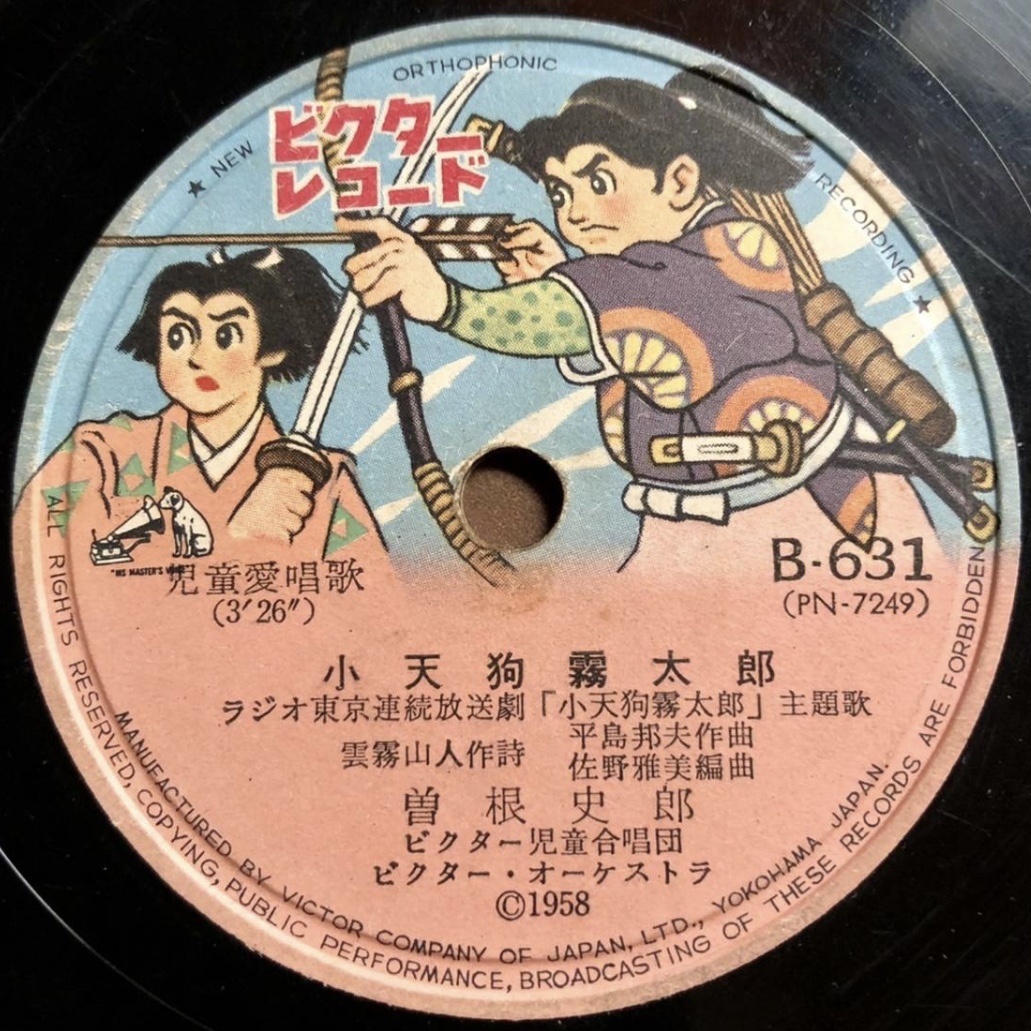 ★ NEW ORTHOPHONIC RECORDING ★
ビクター
レコード
"HIS MASTER'S VOICE"
児童愛唱歌
(3′26″)
B-631
(PN-7249)
小天狗霧太郎
ラジオ東京連続放送劇「小天狗霧太郎」主題歌
雲霧山人作詩
平島邦夫作曲
佐野雅美編曲
曽根史郎
ビクター児童合唱団
ビクター・オーケストラ
©1958
MANUFACTURED BY VICTOR COMPANY OF JAPAN, LTD., YOKOHAMA JAPAN.
ALL RIGHTS RESERVED, COPYING, PUBLIC PERFORMANCE, BROADCASTING OF THESE RECORDS ARE FORBIDDEN